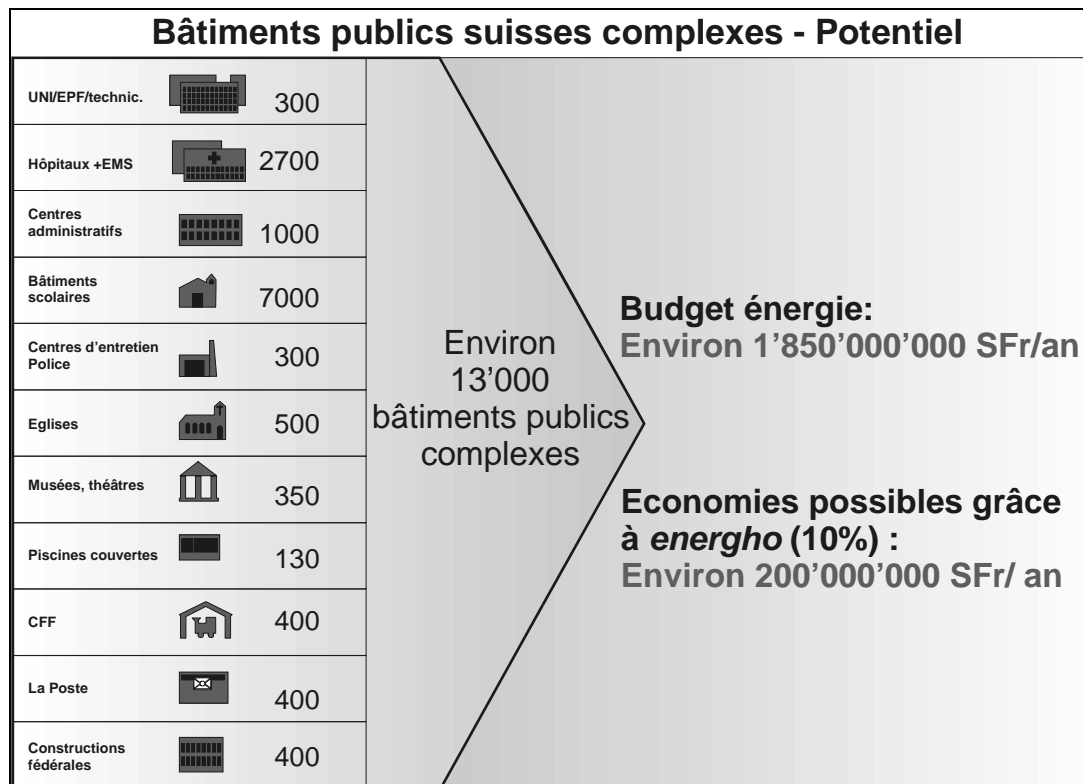 Bâtiments publics suisses complexes - Potentiel
UNI/EPF/technic. 300
Hôpitaux +EMS 2700
Centres
administratifs 1000
Bâtiments
scolaires 7000
Centres d'entretien
Police 300
Eglises 500
Musées, théâtres 350
Piscines couvertes 130
CFF 400
La Poste 400
Constructions
fédérales 400
Environ
13'000
bâtiments publics
complexes
Budget énergie:
Environ 1'850'000'000 SFr/an
Economies possibles grâce
à energho (10%) :
Environ 200'000'000 SFr/ an